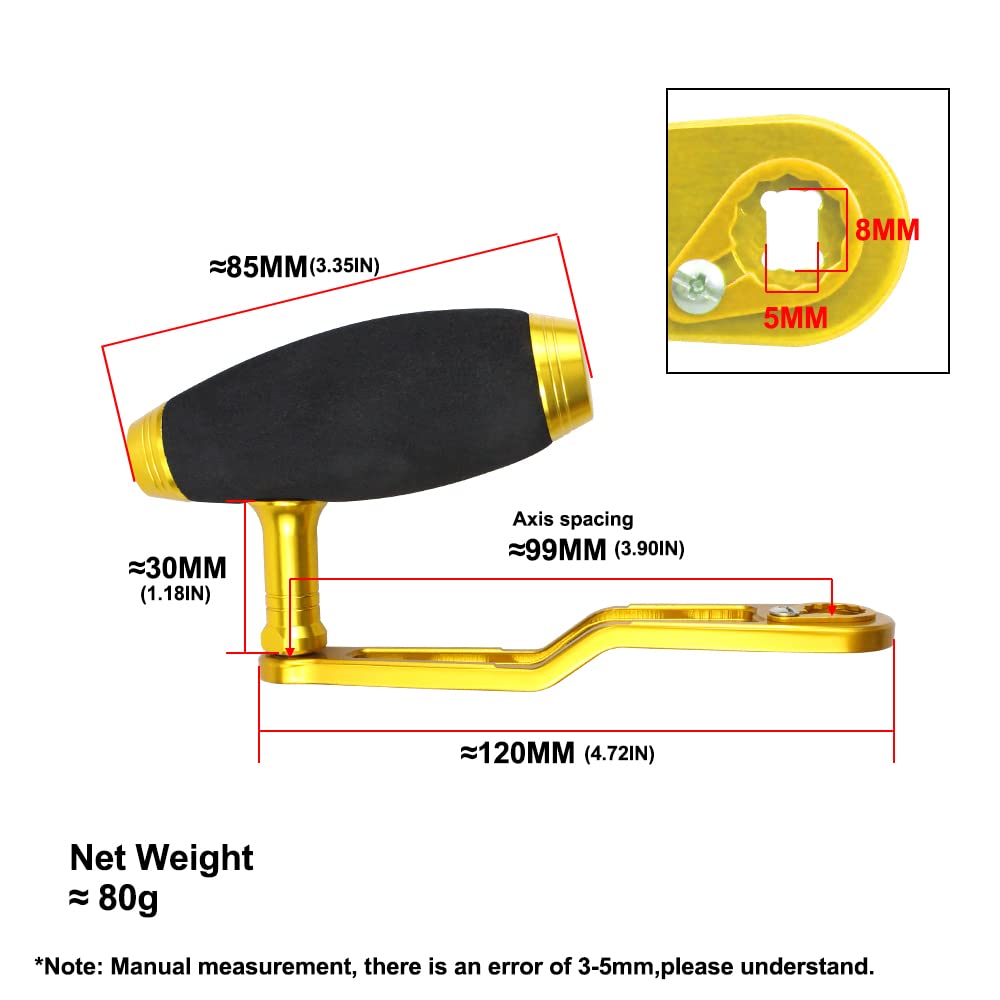 8MM
5MM
≈85MM(3.35IN)
Axis spacing
≈99MM (3.90IN)
≈30MM
(1.18IN)
≈120MM (4.72IN)
Net Weight
≈ 80g
*Note: Manual measurement, there is an error of 3-5mm,please understand.